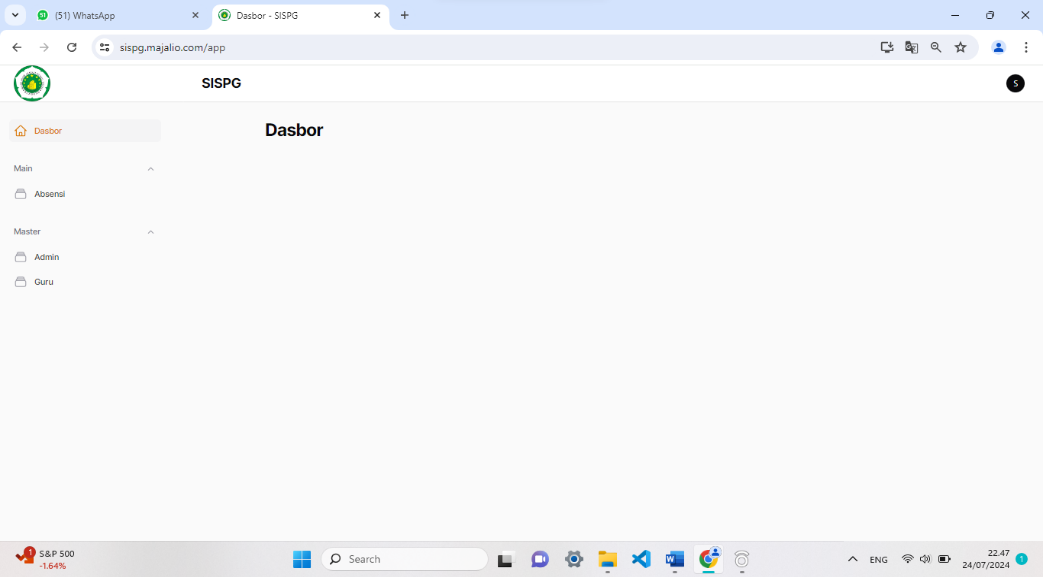 (51) WhatsApp
Dasbor - SISPG
sispg.majalio.com/app
SISPG
S
Dasbor
Dasbor
Main
Absensi
Master
Admin
Guru
1
S&P 500
-1.64%
Search
ENG
22.47
24/07/2024
1